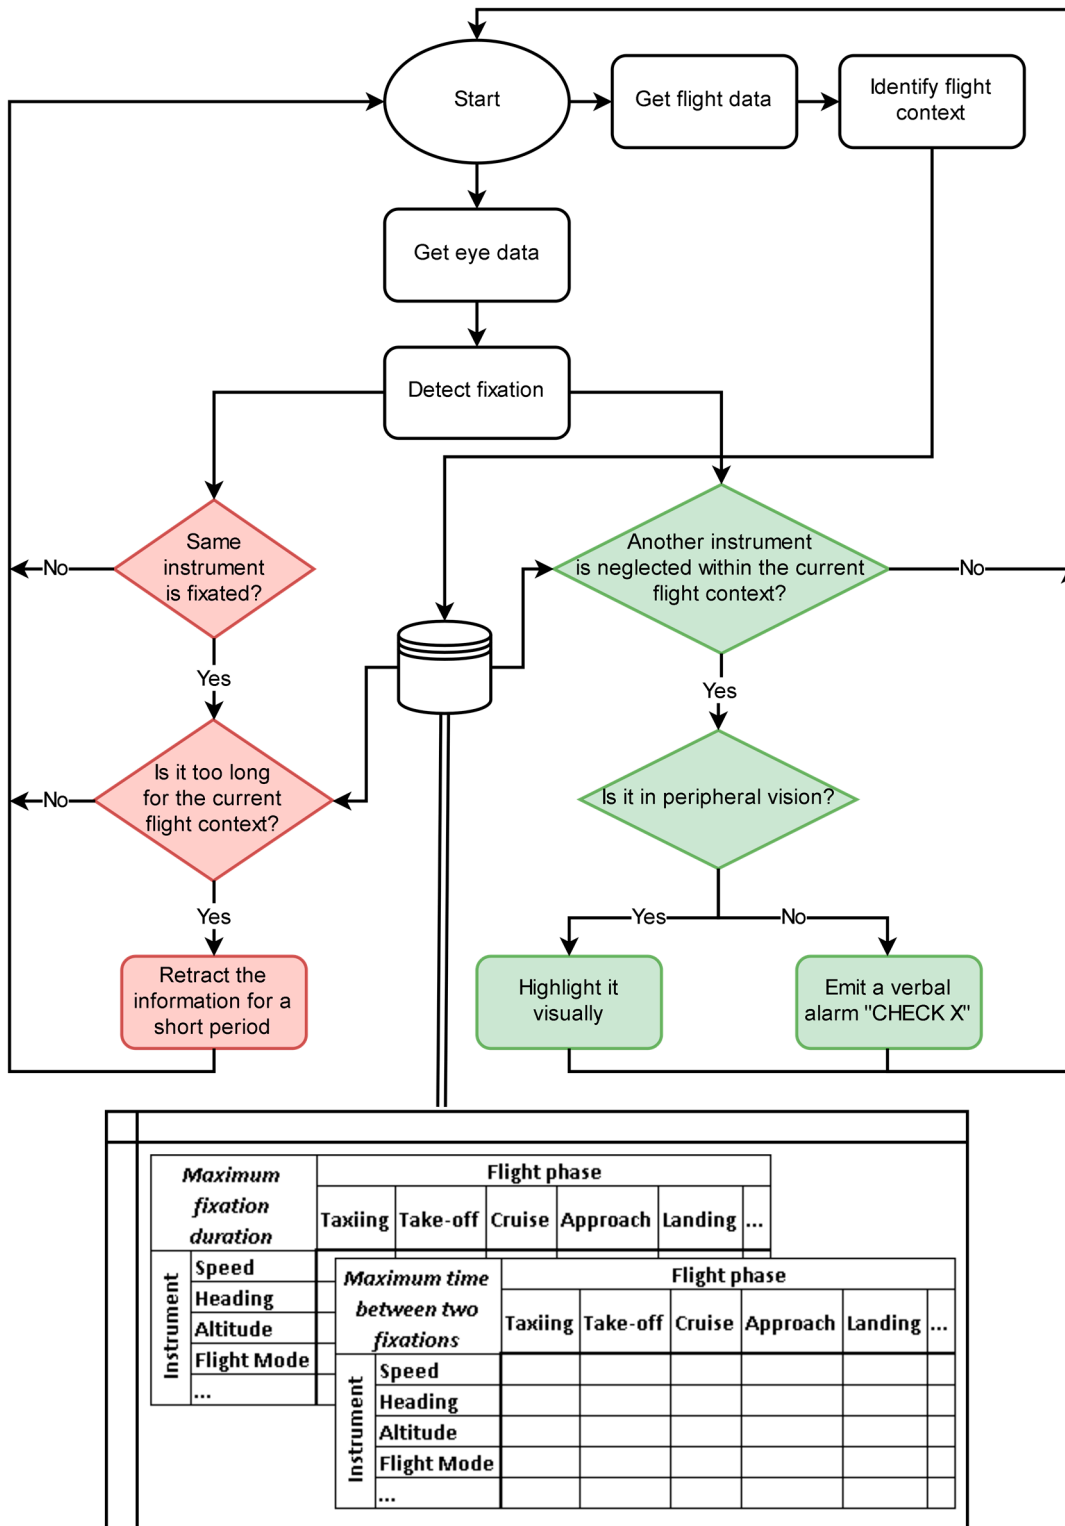 Start
Get flight data
Identify flight
context
Get eye data
Detect fixation
Same
instrument
is fixated?
No
Another instrument
is neglected within the current
flight context?
No
Yes
Yes
Is it too long
for the current
flight context?
No
Is it in peripheral vision?
Yes
Yes
No
Retract the
information for a
short period
Highlight it
visually
Emit a verbal
alarm "CHECK X"
Maximum
fixation
duration
Flight phase
Taxiing Take-off Cruise Approach Landing ...
Instrument
Speed
Heading
Altitude
Flight Mode
...
Maximum time
between two
fixations
Flight phase
Taxiing Take-off Cruise Approach Landing ...
Instrument
Speed
Heading
Altitude
Flight Mode
...